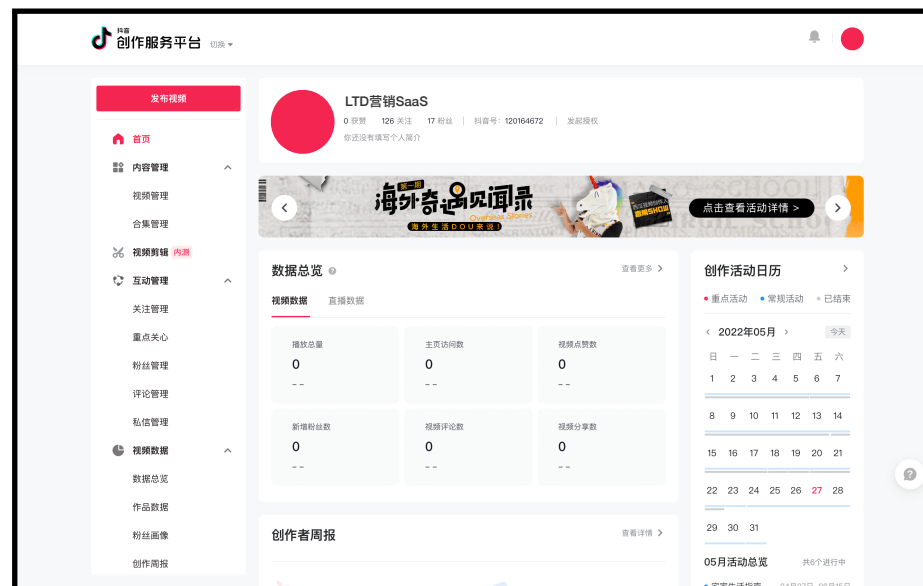 抖音
创作服务平台 切换
发布视频
首页
内容管理
视频管理
合集管理
视频剪辑 内测
互动管理
关注管理
重点关心
粉丝管理
评论管理
私信管理
视频数据
数据总览
作品数据
粉丝画像
创作周报
LTD营销SaaS
0 获赞 126 关注 17 粉丝 抖音号：120164672 发起授权
你还没有填写个人简介
第一期
海外奇遇见闻录
Overseas Stories
海外生活DOU来说!
点击查看活动详情 >
数据总览 查看更多
视频数据 直播数据
播放总量 主页访问数 视频点赞数
0 0 0
-- -- --
新增粉丝数 视频评论数 视频分享数
0 0 0
-- -- --
创作者周报 查看详情
创作活动日历
重点活动 常规活动 已结束
2022年05月 今天
日 一 二 三 四 五 六
1 2 3 4 5 6 7
8 9 10 11 12 13 14
15 16 17 18 19 20 21
22 23 24 25 26 27 28
29 30 31
05月活动总览 共6个进行中